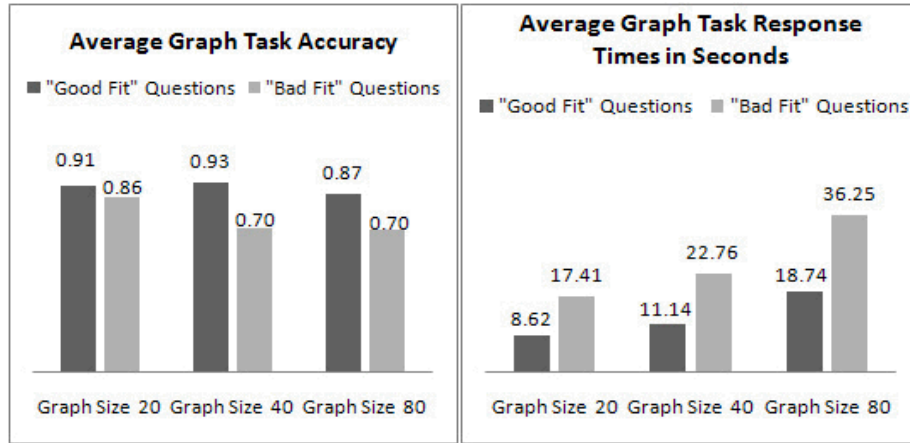 Average Graph Task Accuracy
"Good Fit" Questions "Bad Fit" Questions
0.91 0.86 0.93 0.70 0.87 0.70
Graph Size 20 Graph Size 40 Graph Size 80
Average Graph Task Response
Times in Seconds
"Good Fit" Questions "Bad Fit" Questions
8.62 17.41 11.14 22.76 18.74 36.25
Graph Size 20 Graph Size 40 Graph Size 80